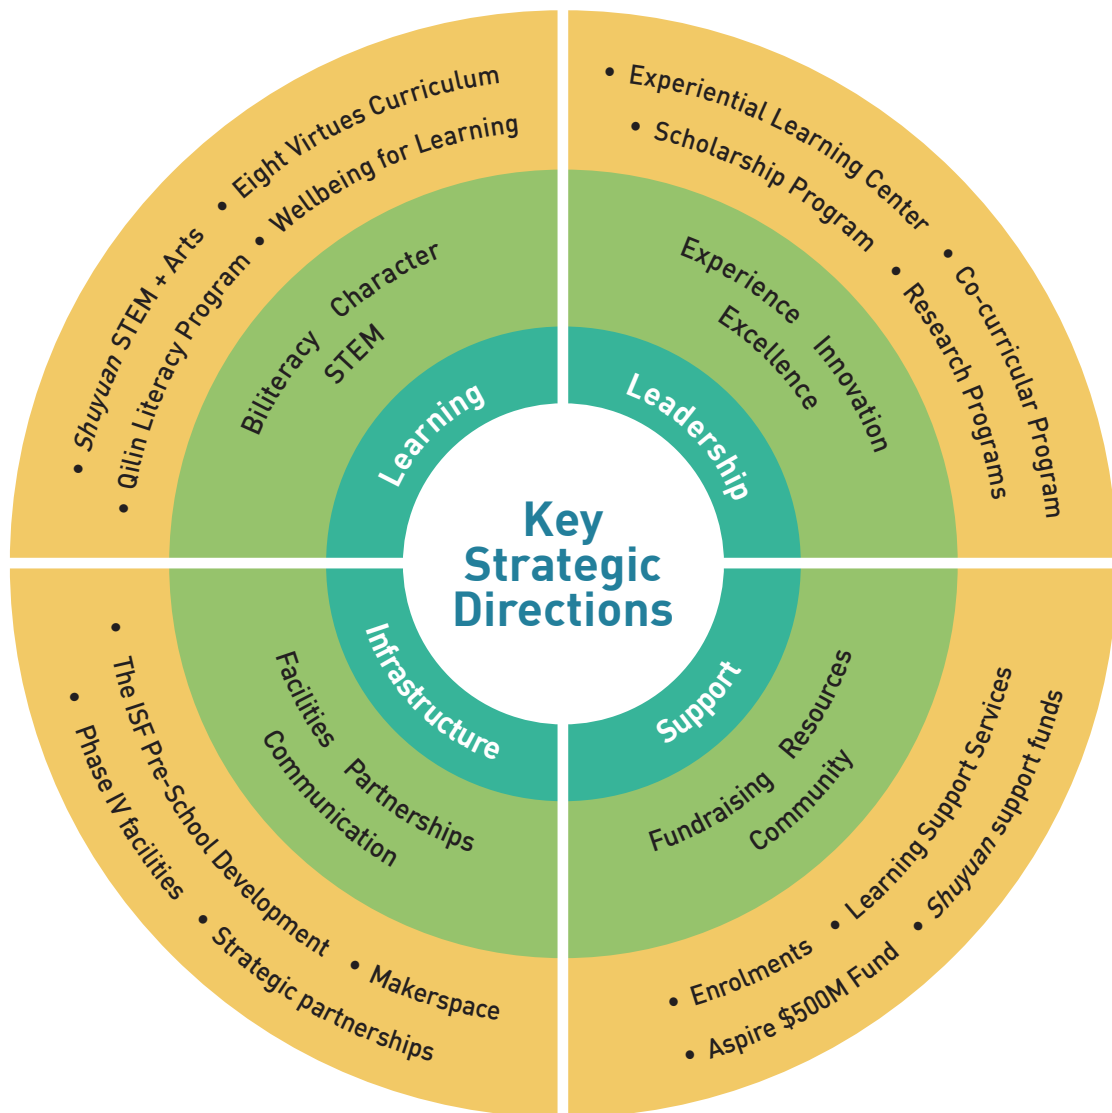 Key
Strategic
Directions
Learning
Biliteracy
Character
STEM
• Shuyuan STEM + Arts
• Eight Virtues Curriculum
• Qilin Literacy Program
• Wellbeing for Learning
Leadership
Experience
Innovation
Excellence
• Experiential Learning Center
• Co-curricular Program
• Scholarship Program
• Research Programs
Infrastructure
Facilities
Partnerships
Communication
• The ISF Pre-School Development
• Makerspace
• Phase IV facilities
• Strategic partnerships
Support
Fundraising
Resources
Community
• Enrolments
• Learning Support Services
• Aspire $500M Fund
• Shuyuan support funds